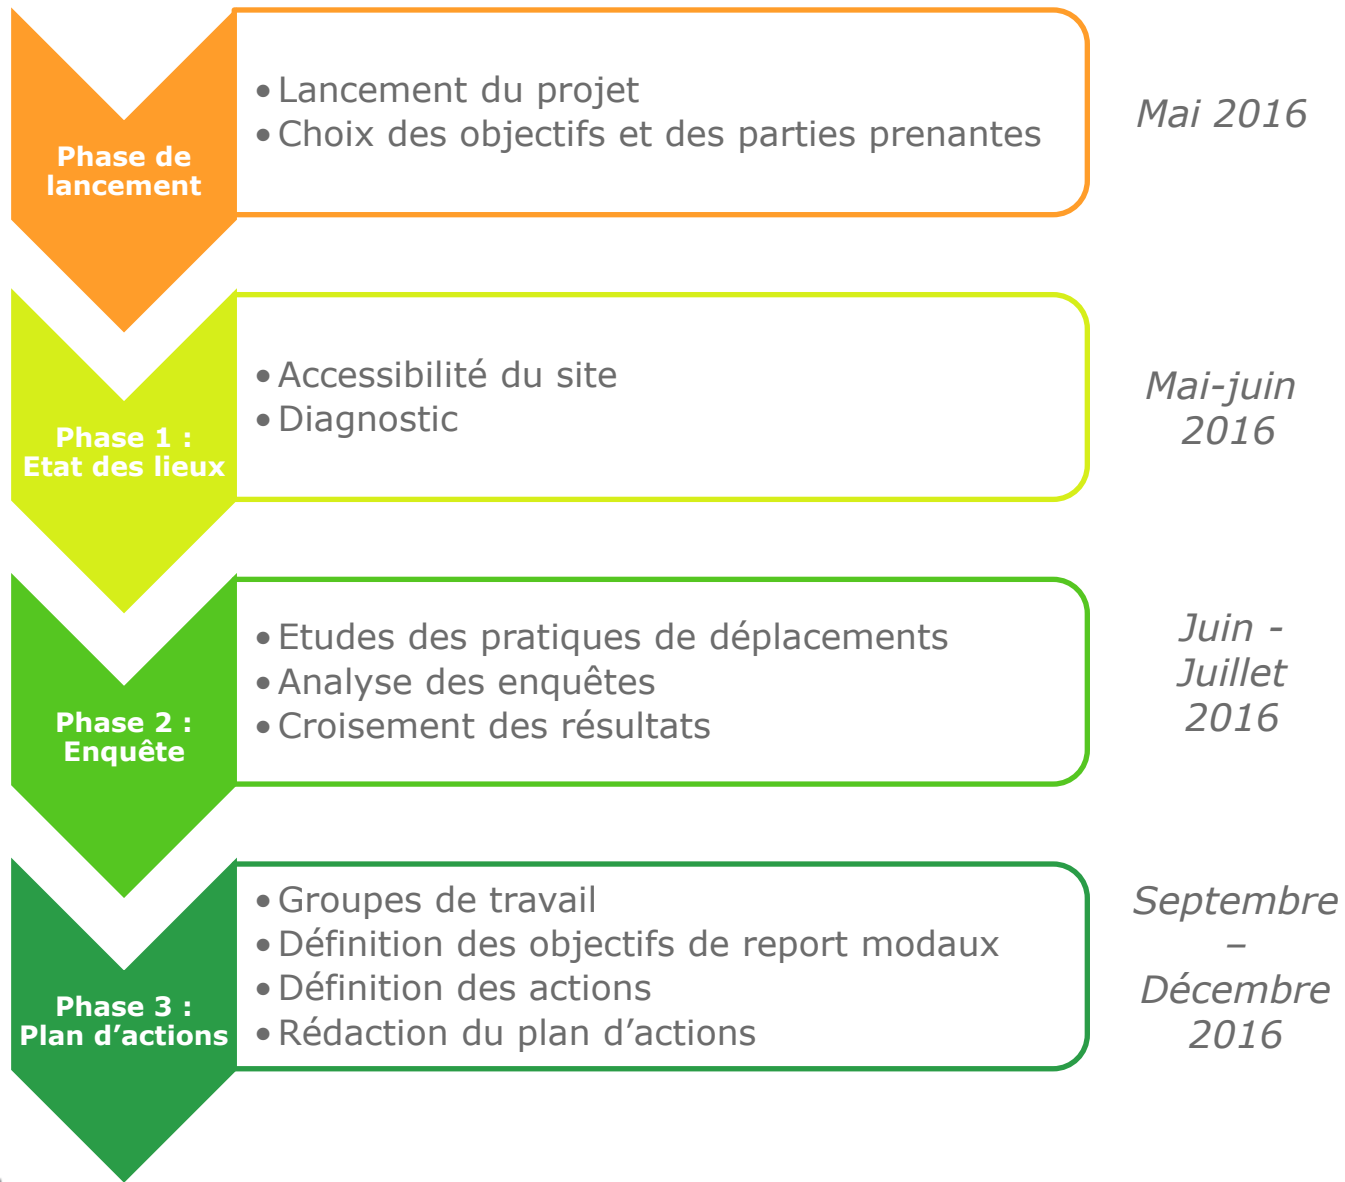 Phase de
lancement
• Lancement du projet
• Choix des objectifs et des parties prenantes
Mai 2016
Phase 1 :
Etat des lieux
• Accessibilité du site
• Diagnostic
Mai-juin
2016
Phase 2 :
Enquête
• Etudes des pratiques de déplacements
• Analyse des enquêtes
• Croisement des résultats
Juin -
Juillet
2016
Phase 3 :
Plan d’actions
• Groupes de travail
• Définition des objectifs de report modaux
• Définition des actions
• Rédaction du plan d’actions
Septembre
–
Décembre
2016